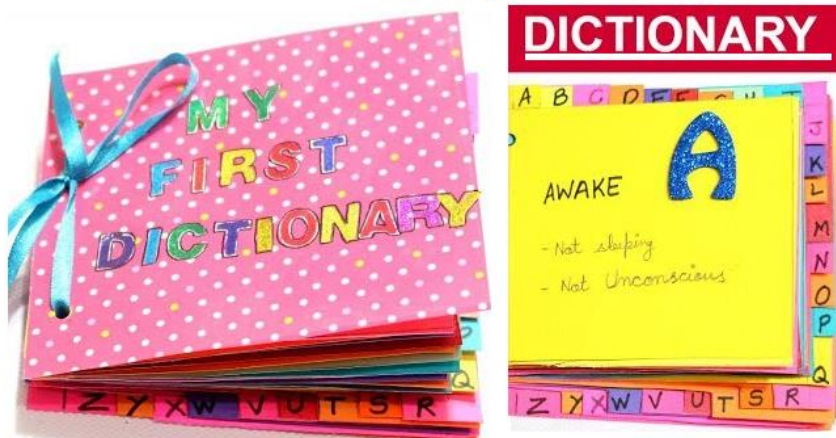 MY
FIRST
DICTIONARY
P
Q
Z Y X W V U T S R
DICTIONARY
A B C D E F
J
K
L
M
N
O
P
Q
Z Y X W V U T S R
A
AWAKE
- Not sleeping
- Not Unconscious